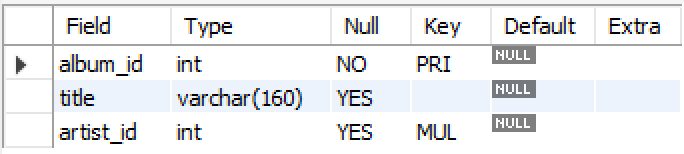 Field Type Null Key Default Extra
album_id int NO PRI NULL
title varchar(160) YES NULL
artist_id int YES MUL NULL